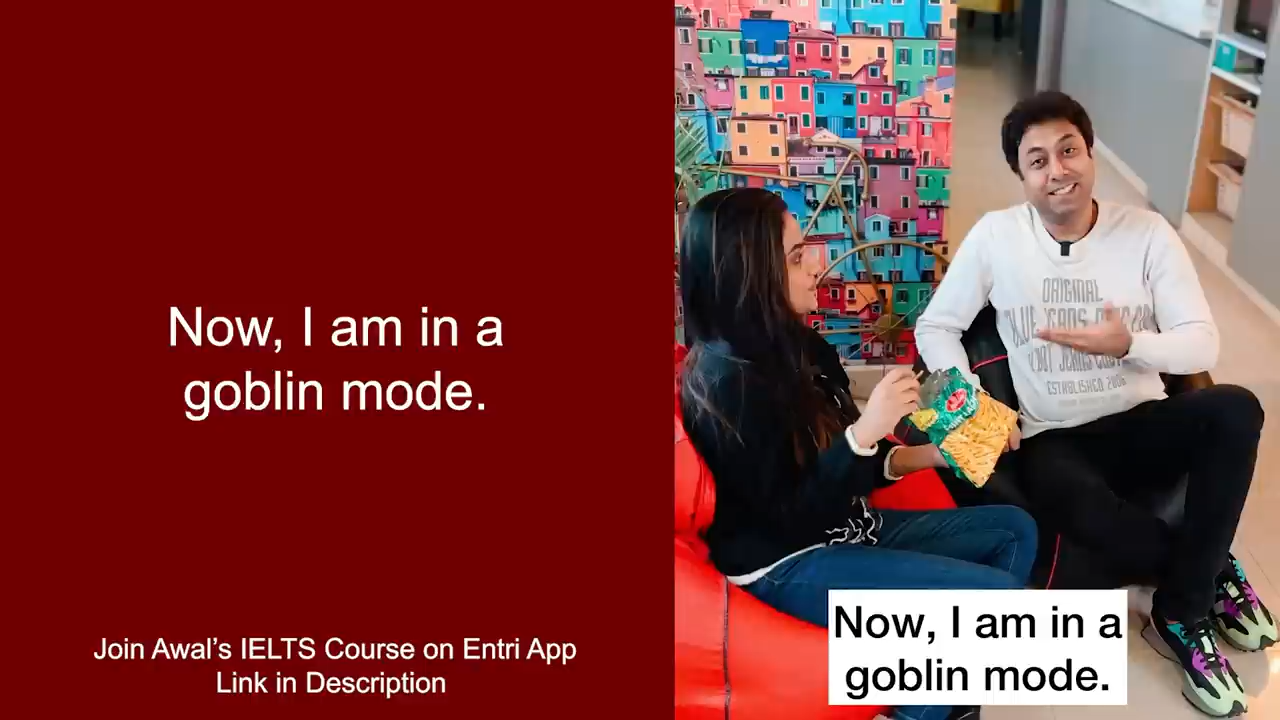 Now, I am in a
goblin mode.
Join Awal’s IELTS Course on Entri App
Link in Description
ORIGINAL
ESTABLISHED 2006
Now, I am in a
goblin mode.